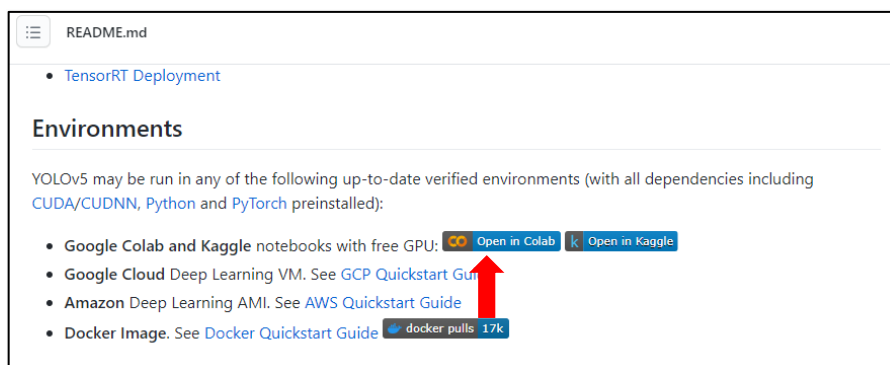 README.md
TensorRT Deployment
Environments
YOLOv5 may be run in any of the following up-to-date verified environments (with all dependencies including
CUDA/CUDNN, Python and PyTorch preinstalled):
Google Colab and Kaggle notebooks with free GPU: Open in Colab k Open in Kaggle
Google Cloud Deep Learning VM. See GCP Quickstart
Amazon Deep Learning AMI. See AWS Quickstart Guide
Docker Image. See Docker Quickstart Guide docker pulls 17k